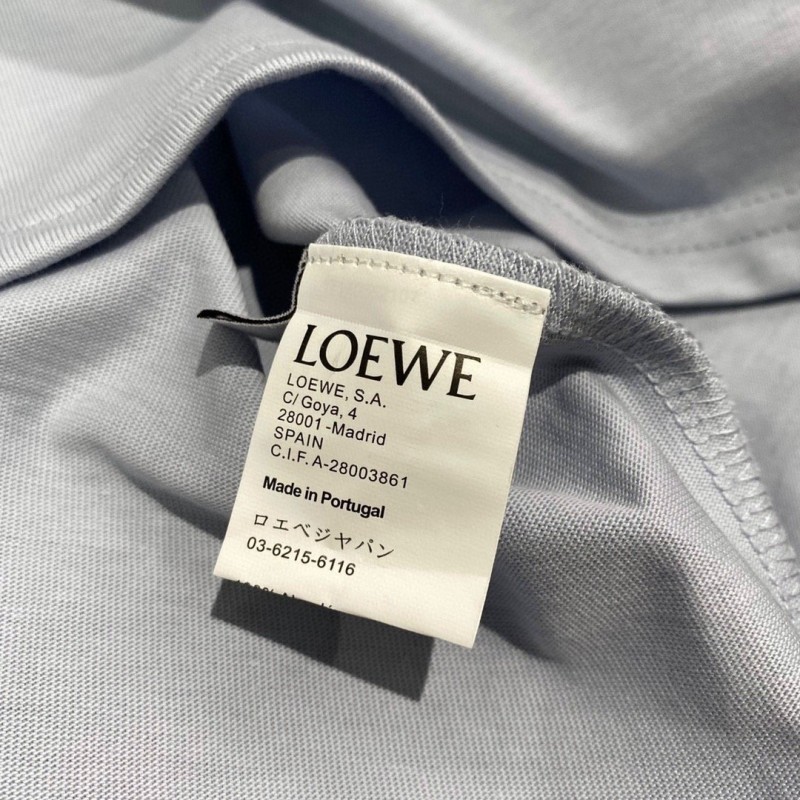 LOEWE
LOEWE, S.A.
C/Goya, 4
28001-Madrid
SPAIN
C.I.F. A-28003861
Made in Portugal
ロエベジャパン
03-6215-6116